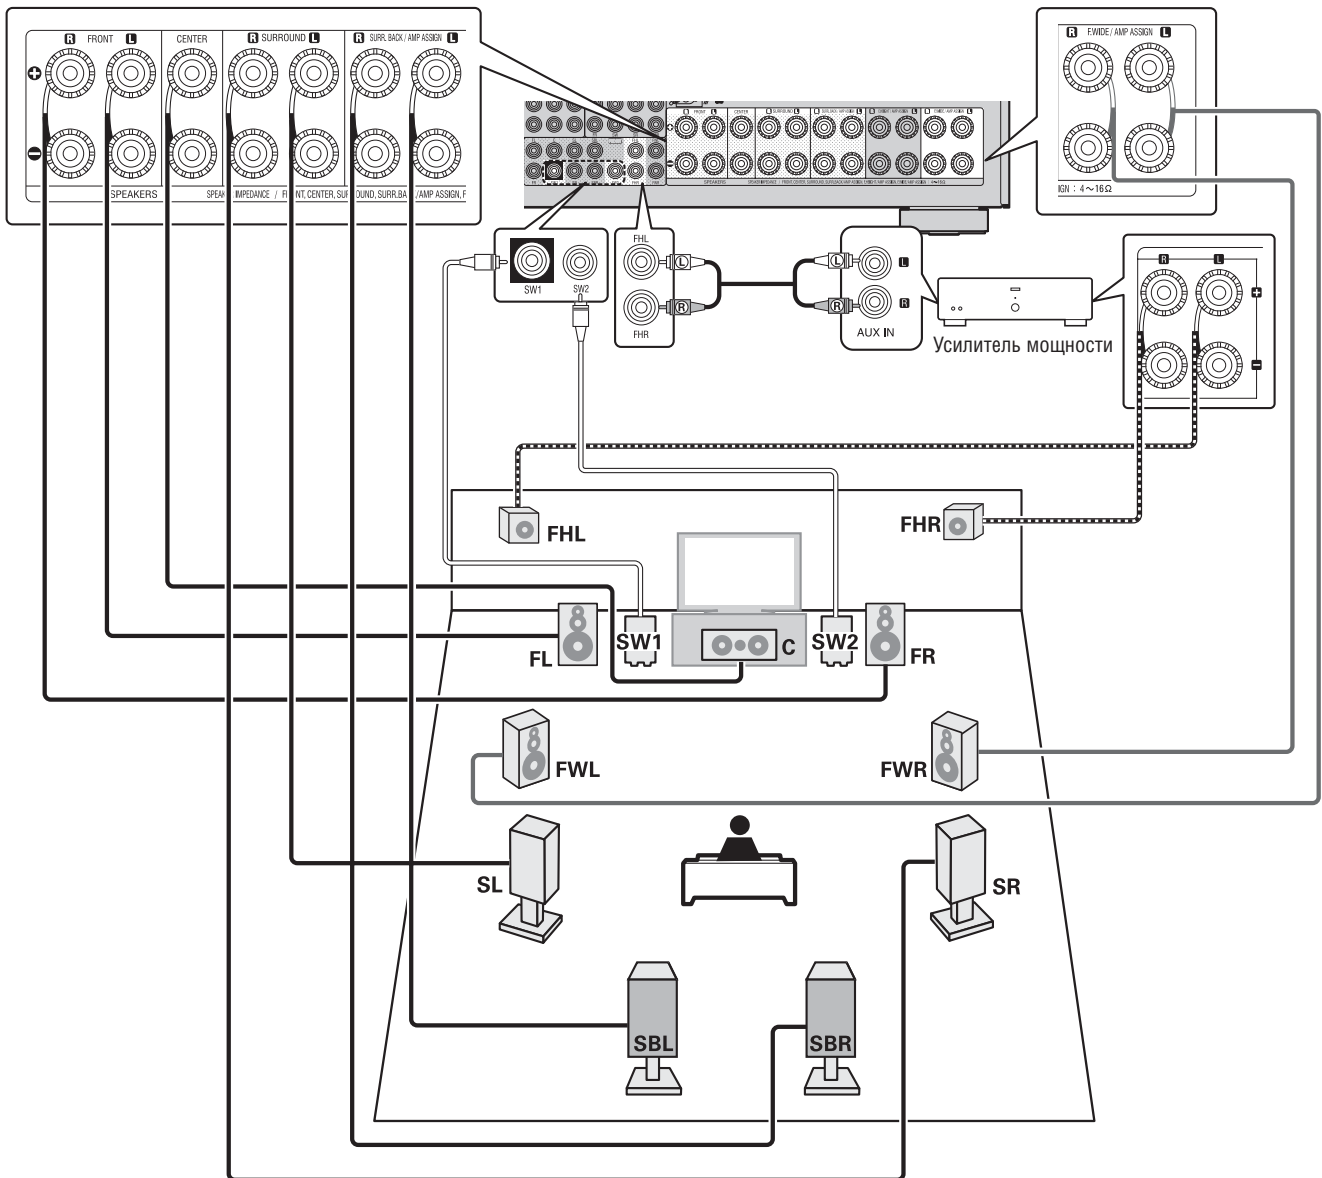 R FRONT L CENTER R SURROUND L R SURR. BACK / AMP ASSIGN L
SPEAKERS
IMPEDANCE / CENTER, /AMP ASSIGN, F
R F.WIDE / AMP ASSIGN L
IGN : 4～16Ω
FRONT CENTER SURROUND
SPEAKERS
SW1 SW2
FHL
FHR
L
R
L L
R R
AUX IN
Усилитель мощности
R L
FHL
FHR
FL
SW1
C
SW2
FR
FWL
FWR
SL
SR
SBL
SBR